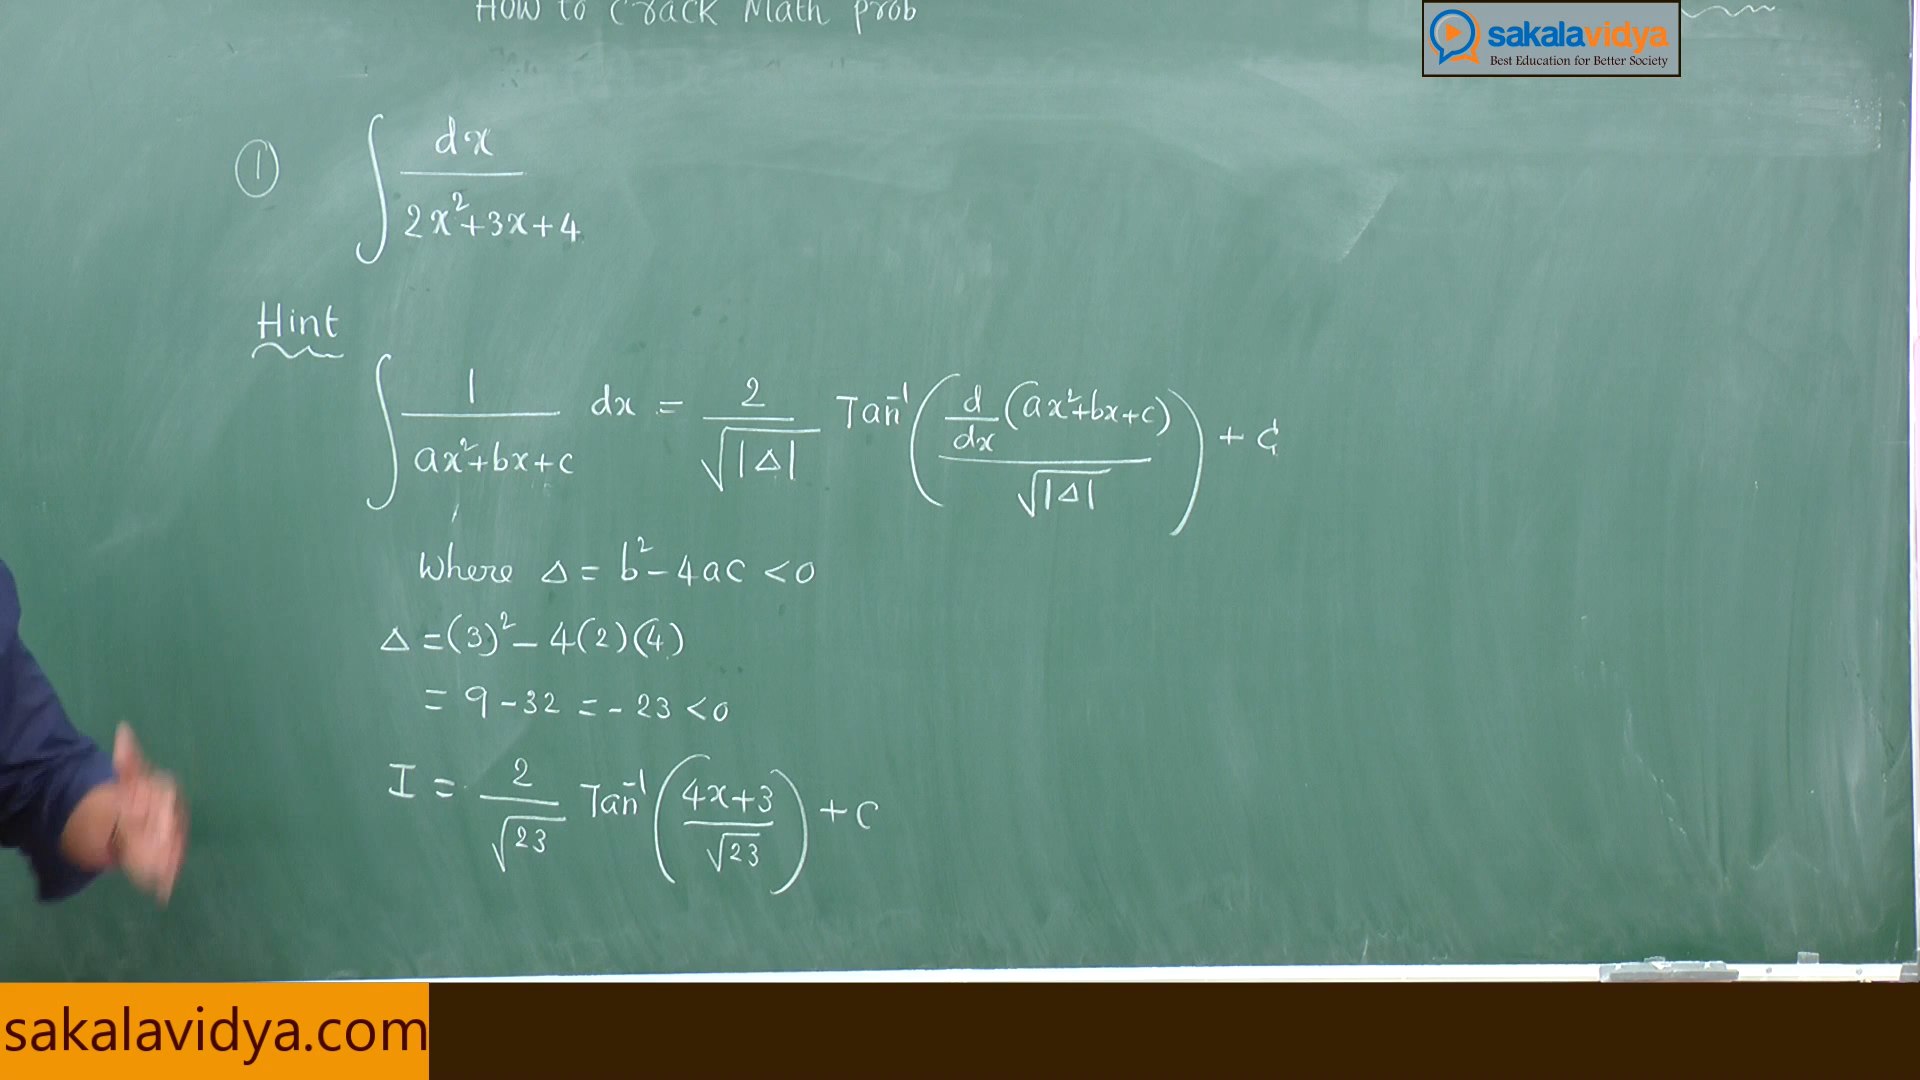 How to Crack Math prob
sakalavidya
Best Education for Better Society
① ∫ dx / (2x²+3x+4)
Hint
∫ 1 / (ax²+bx+c) dx = 2 / √|Δ| Tan⁻¹( d/dx (ax²+bx+c) / √|Δ| ) + C
Where Δ = b²-4ac <0
Δ =(3)²- 4(2)(4)
= 9-32 = -23 <0
I = 2/√23 Tan⁻¹( (4x+3) / √23 ) + C
sakalavidya.com